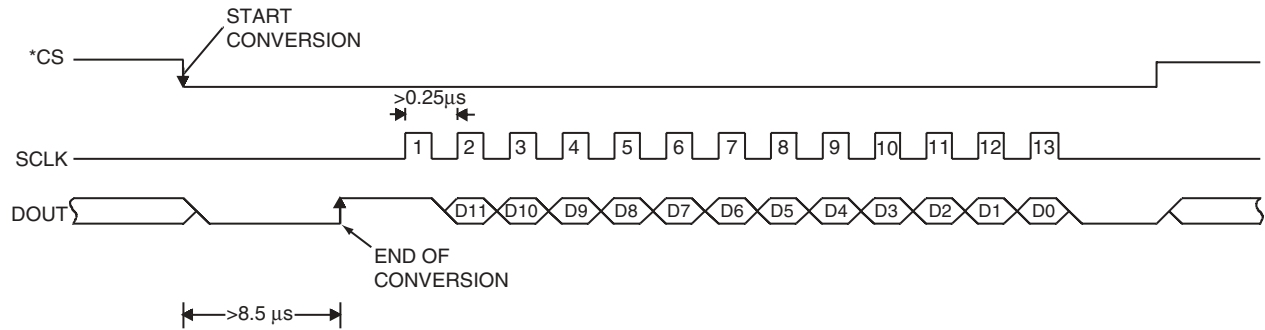 START
CONVERSION
*CS
>0.25µs
SCLK 1 2 3 4 5 6 7 8 9 10 11 12 13
DOUT D11 D10 D9 D8 D7 D6 D5 D4 D3 D2 D1 D0
END OF
CONVERSION
>8.5 µs